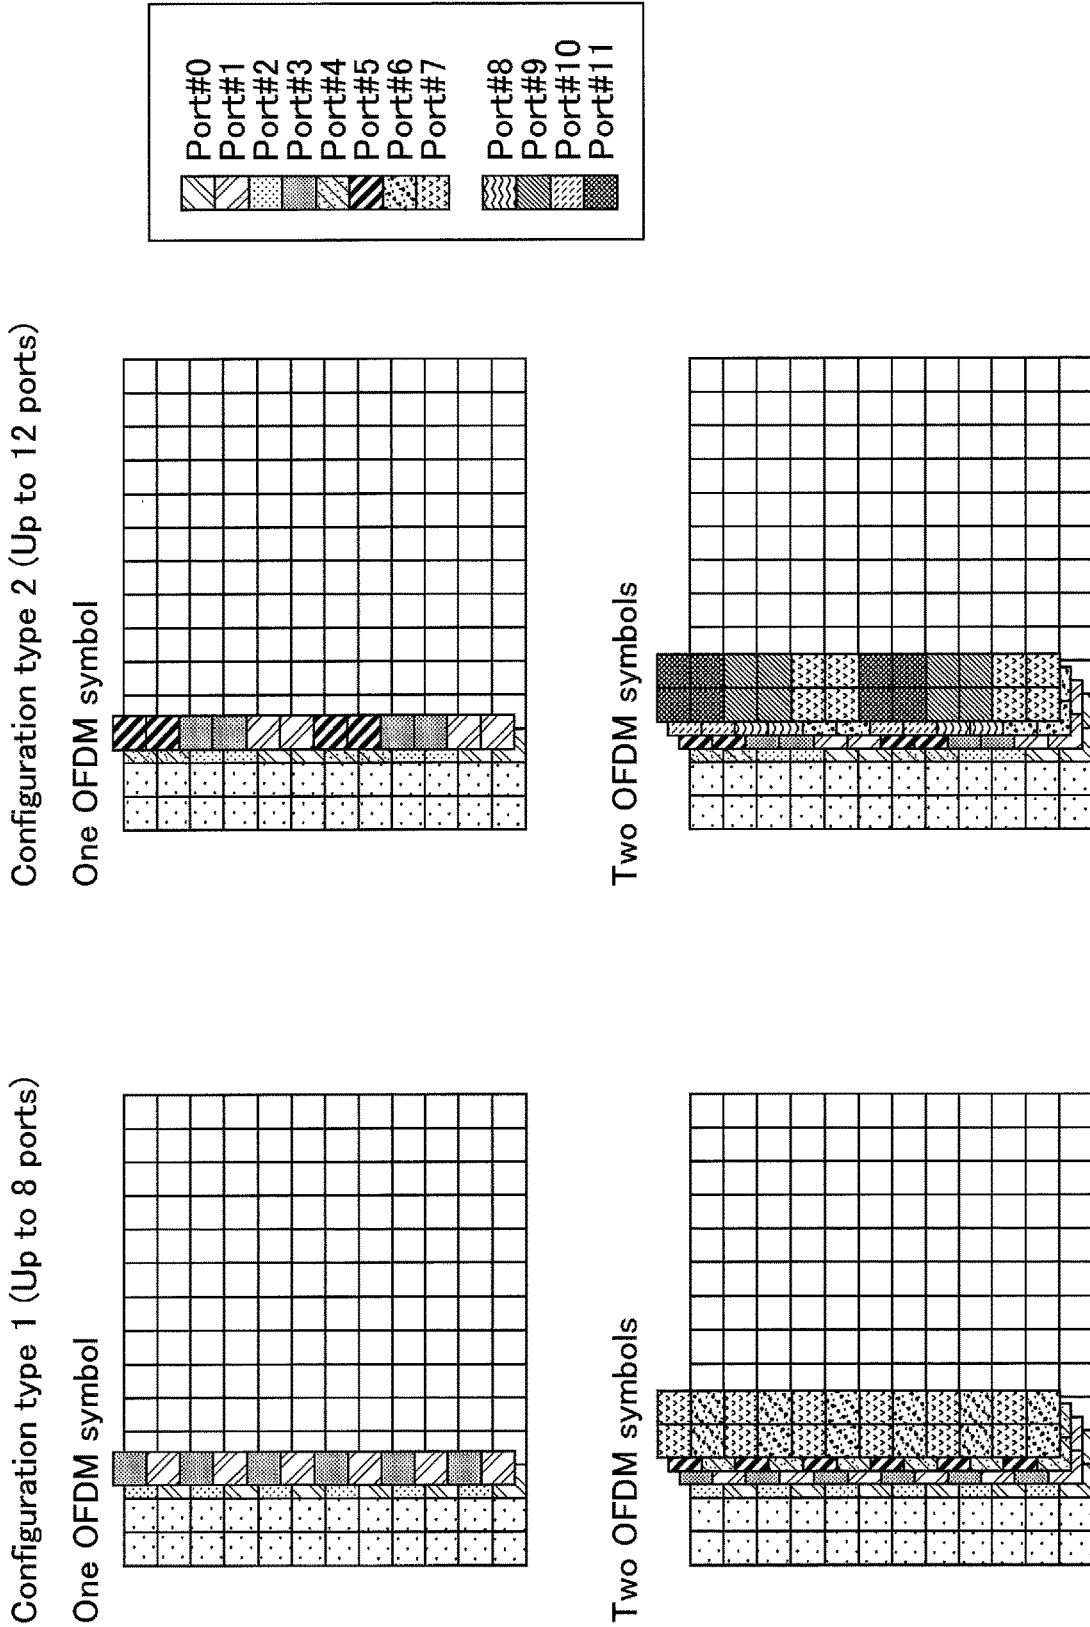 Configuration type 1 (Up to 8 ports)
One OFDM symbol
Two OFDM symbols
Configuration type 2 (Up to 12 ports)
One OFDM symbol
Two OFDM symbols
Port#0
Port#1
Port#2
Port#3
Port#4
Port#5
Port#6
Port#7
Port#8
Port#9
Port#10
Port#11